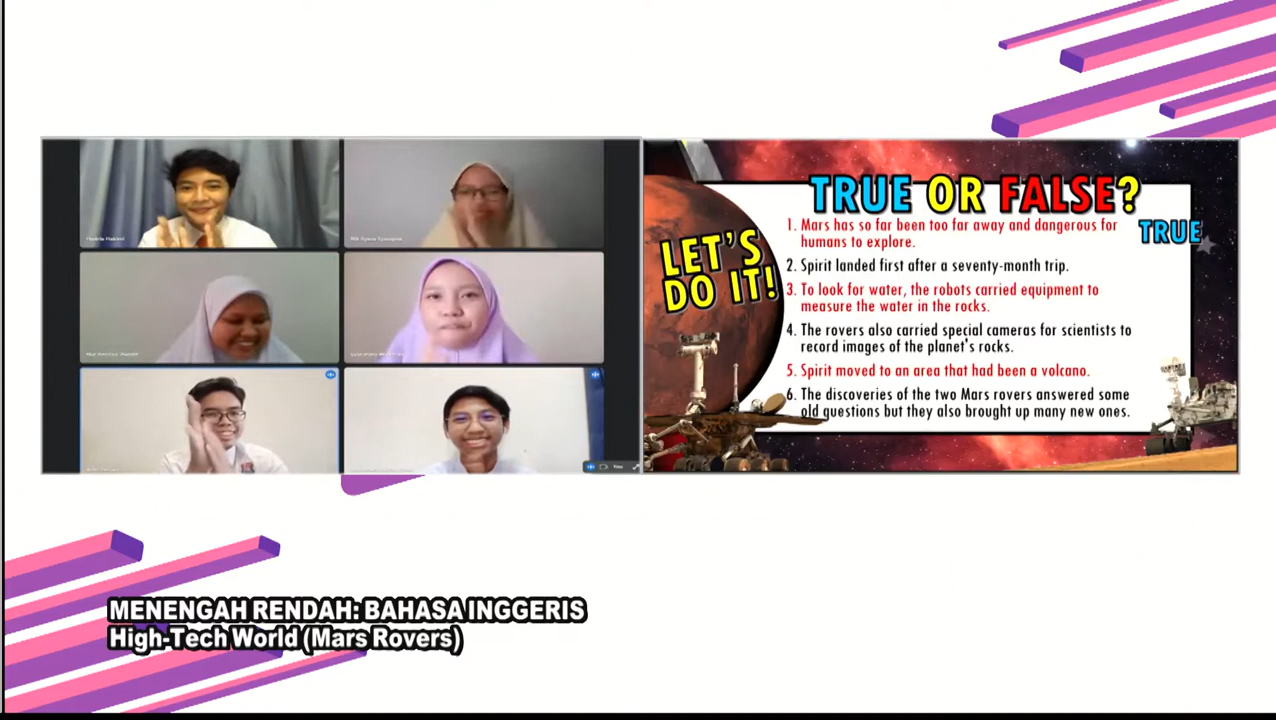 TRUE OR FALSE?
LET'S
DO IT!
1. Mars has so far been too far away and dangerous for
humans to explore.
TRUE
2. Spirit landed first after a seventy-month trip.
3. To look for water, the robots carried equipment to
measure the water in the rocks.
4. The rovers also carried special cameras for scientists to
record images of the planet's rocks.
5. Spirit moved to an area that had been a volcano.
6. The discoveries of the two Mars rovers answered some
old questions but they also brought up many new ones.
You
MENENGAH RENDAH: BAHASA INGGERIS
High-Tech World (Mars Rovers)